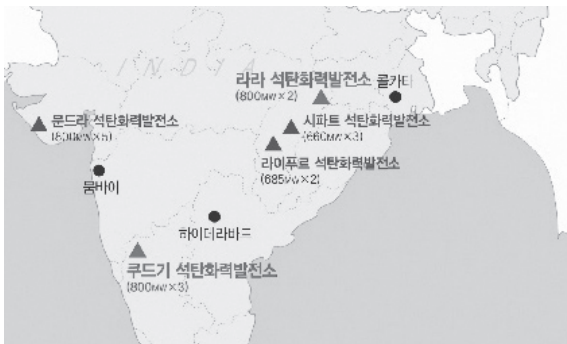 INDYA
라라 석탄화력발전소
(800MW×2)
콜카타
문드라 석탄화력발전소
(800MW×5)
시파트 석탄화력발전소
(660MW×3)
라이푸르 석탄화력발전소
(685MW×2)
뭄바이
하이데라바드
쿠드기 석탄화력발전소
(800MW×3)